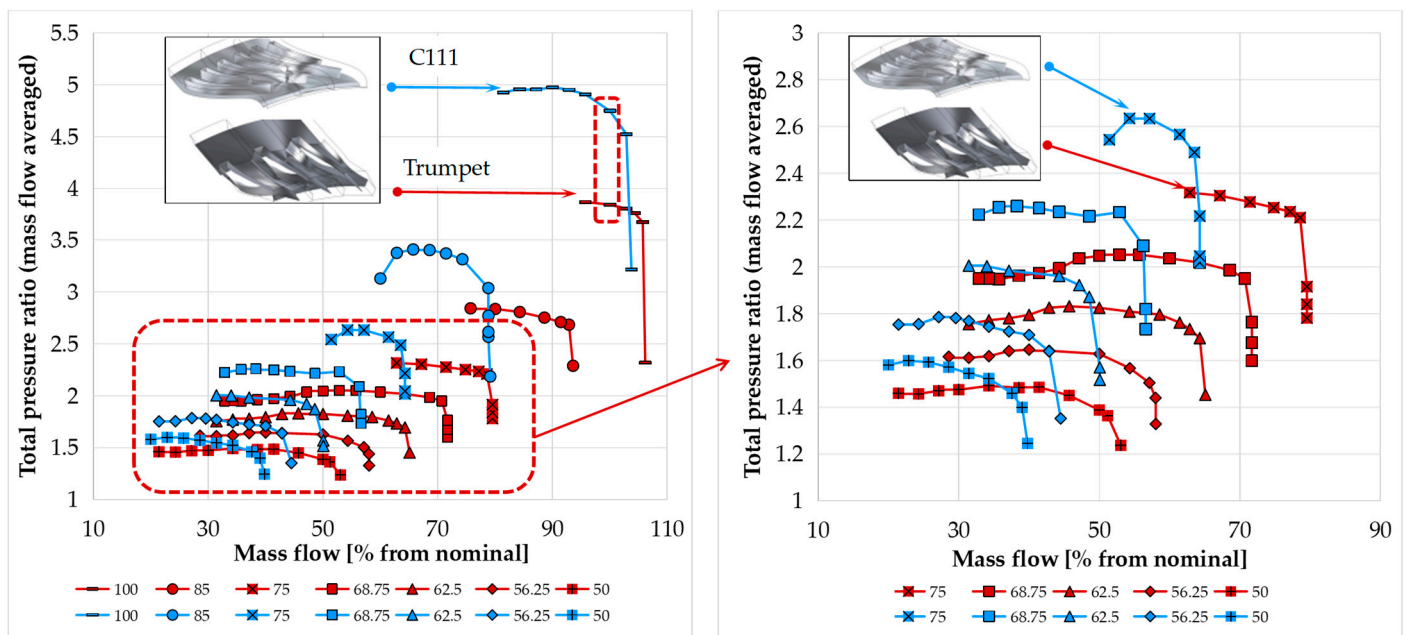 Total pressure ratio (mass flow averaged)
5.5
5
4.5
4
3.5
3
2.5
2
1.5
1
C111
Trumpet
10 30 50 70 90 110
Mass flow [% from nominal]
100 85 75 68.75 62.5 56.25 50
100 85 75 68.75 62.5 56.25 50
Total pressure ratio (mass flow averaged)
3
2.8
2.6
2.4
2.2
2
1.8
1.6
1.4
1.2
1
10 30 50 70 90
Mass flow [% from nominal]
75 68.75 62.5 56.25 50
75 68.75 62.5 56.25 50